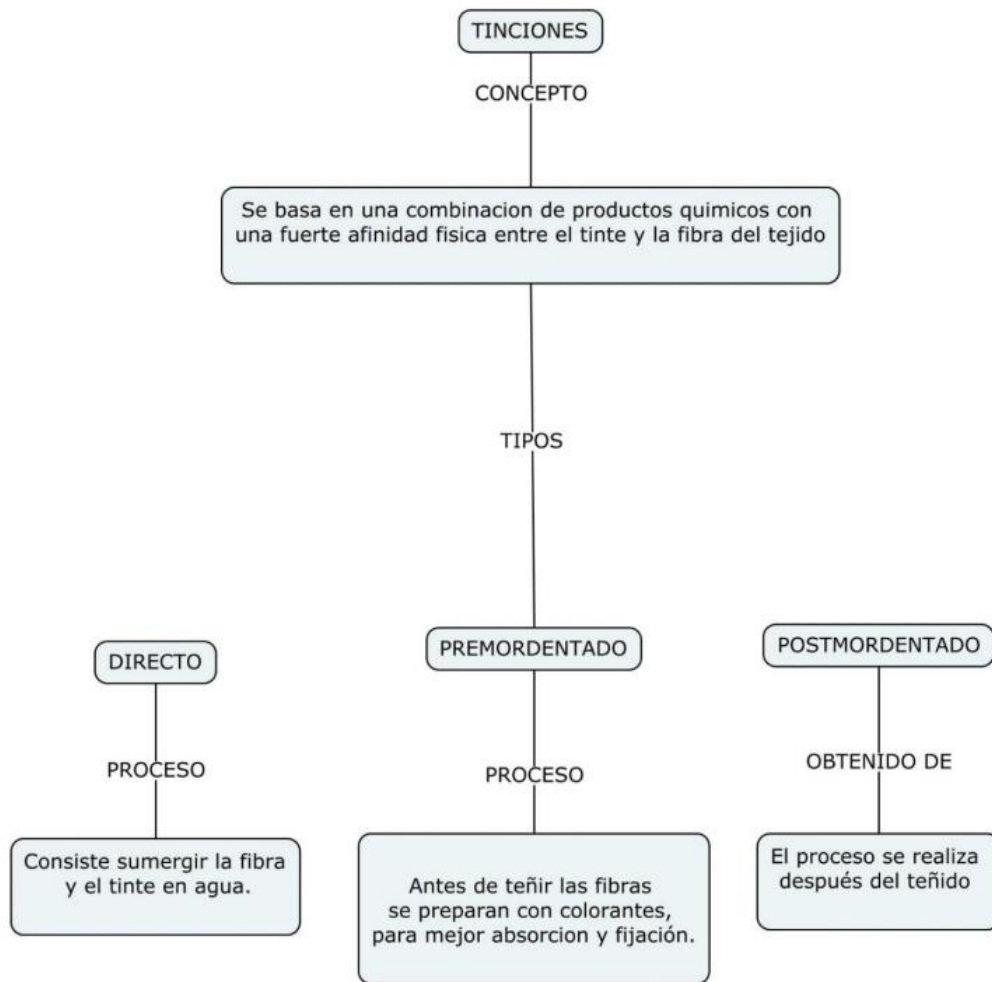 TINCIONES
CONCEPTO
Se basa en una combinacion de productos quimicos con
una fuerte afinidad fisica entre el tinte y la fibra del tejido
TIPOS
DIRECTO
PREMORDENTADO
POSTMORDENTADO
PROCESO
PROCESO
OBTENIDO DE
Consiste sumergir la fibra
y el tinte en agua.
Antes de teñir las fibras
se preparan con colorantes,
para mejor absorcion y fijación.
El proceso se realiza
después del teñido